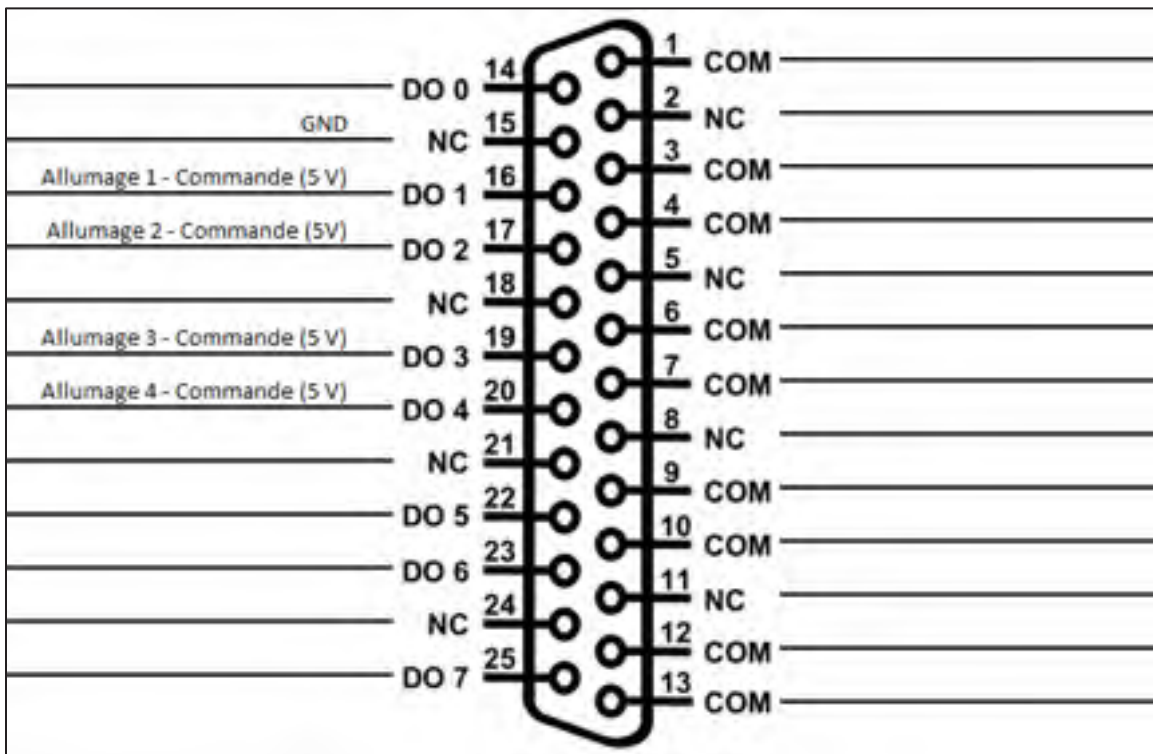 14 DO 0
GND
15 NC
Allumage 1 - Commande (5 V)
16 DO 1
Allumage 2 - Commande (5V)
17 DO 2
18 NC
Allumage 3 - Commande (5 V)
19 DO 3
Allumage 4 - Commande (5 V)
20 DO 4
21 NC
22 DO 5
23 DO 6
24 NC
25 DO 7
1 COM
2 NC
3 COM
4 COM
5 NC
6 COM
7 COM
8 NC
9 COM
10 COM
11 NC
12 COM
13 COM